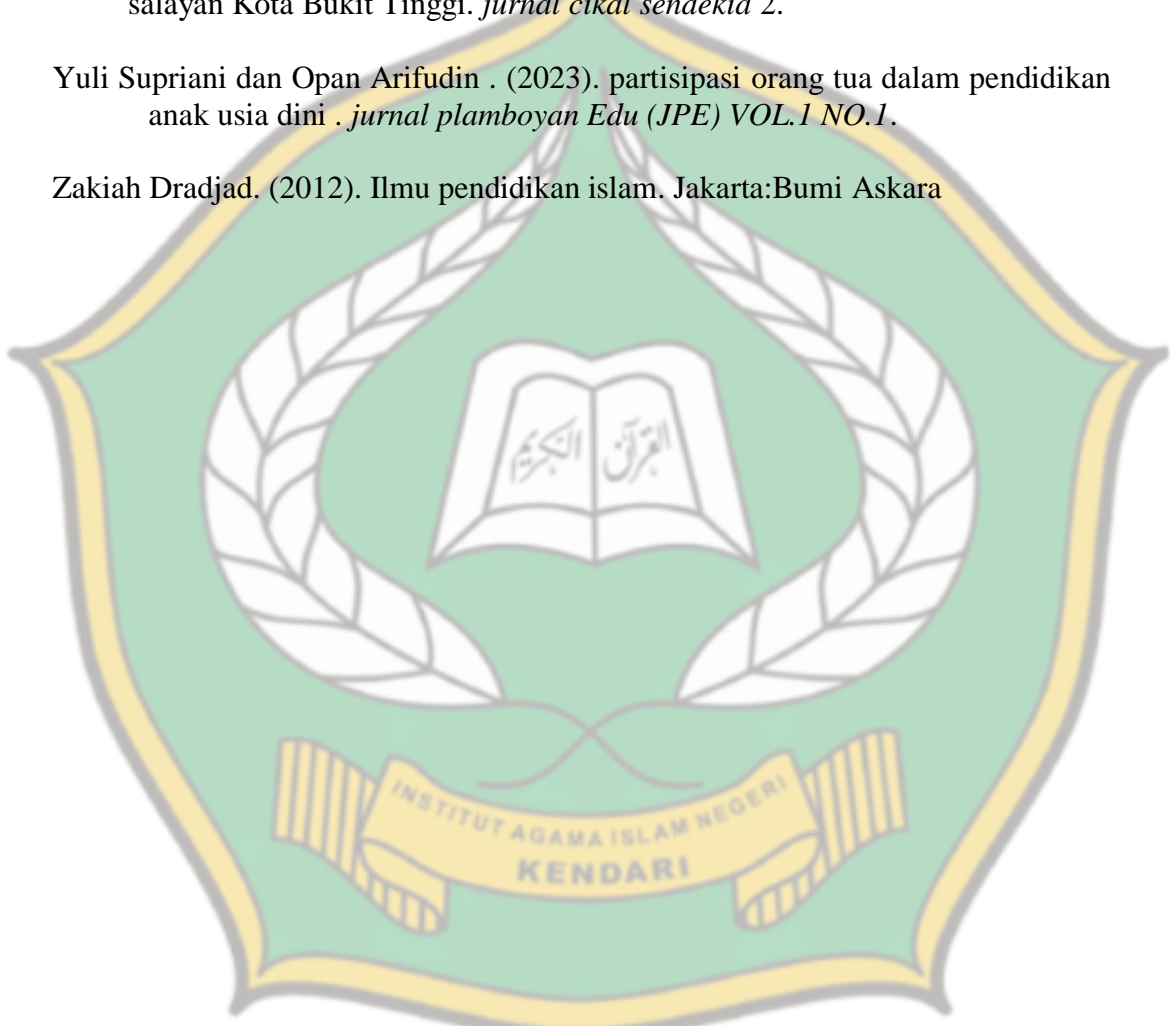 salayan Kota Bukit Tinggi. jurnal cikal sendekia 2.
Yuli Supriani dan Opan Arifudin . (2023). partisipasi orang tua dalam pendidikan
anak usia dini . jurnal plamboyan Edu (JPE) VOL.1 NO.1.
Zakiah Dradjad. (2012). Ilmu pendidikan islam. Jakarta:Bumi Askara
القرآن الكريم
INSTITUT AGAMA ISLAM NEGERI
KENDARI